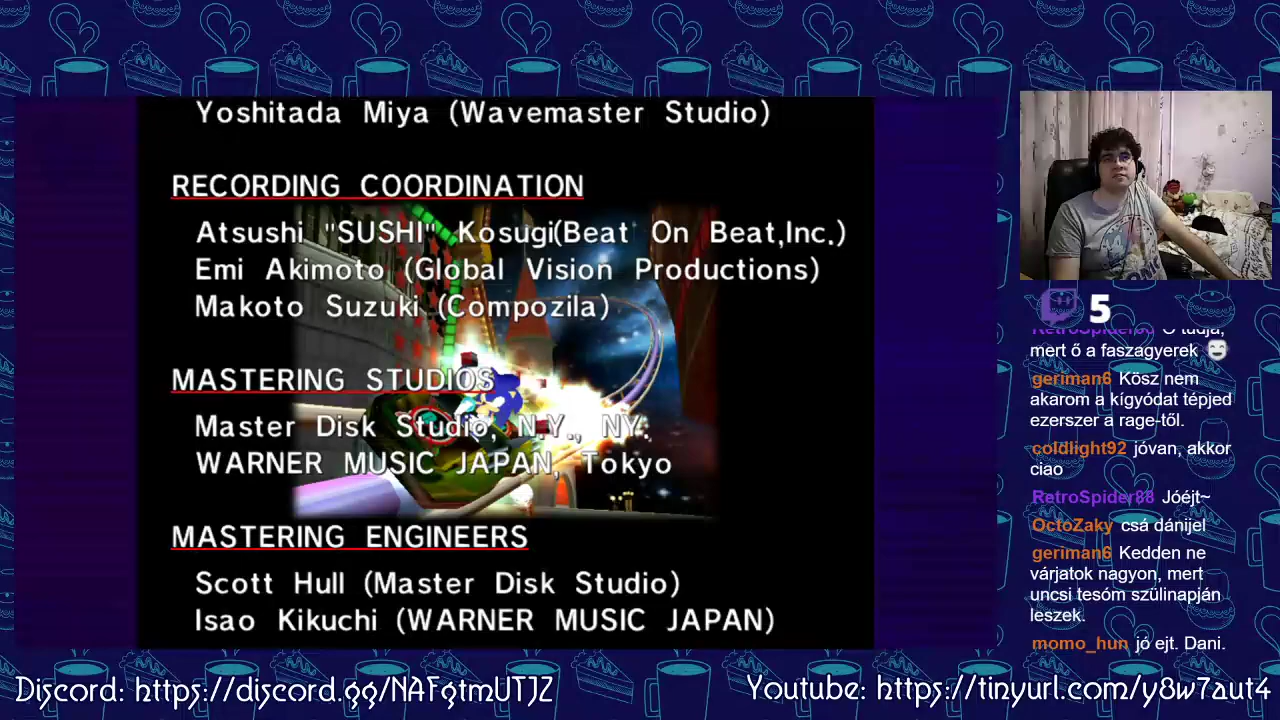 Yoshitada Miya (Wavemaster Studio)
RECORDING COORDINATION
Atsushi "SUSHI" Kosugi(Beat On Beat,Inc.)
Emi Akimoto (Global Vision Productions)
Makoto Suzuki (Compozila)
MASTERING STUDIOS
Master Disk Studio, N.Y., NY.
WARNER MUSIC JAPAN, Tokyo
MASTERING ENGINEERS
Scott Hull (Master Disk Studio)
Isao Kikuchi (WARNER MUSIC JAPAN)
5
RetroSpider88 Ő tudja,
mert ő a faszagyerek
geriman6 Kösz nem
akarom a kígyódat tépjed
ezerszer a rage-től.
coldlight92 jóvan, akkor
ciao
RetroSpider88 Jóéjt~
OctoZaky csá dánijel
geriman6 Kedden ne
várjatok nagyon, mert
uncsi tesóm szülinapján
leszek.
momo_hun jó ejt. Dani.
Discord: https://discord.gg/NAFgtmUTJZ
Youtube: https://tinyurl.com/y8w7aut4